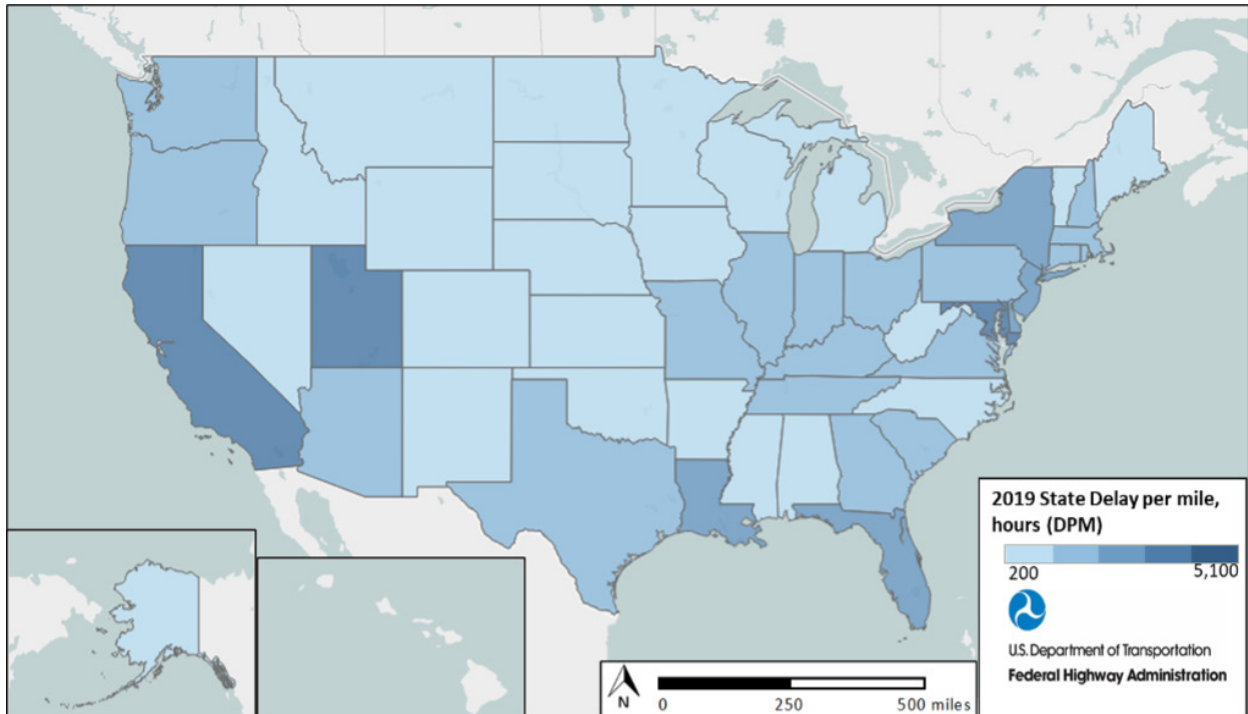 2019 State Delay per mile,
hours (DPM)
200 5,100
U.S. Department of Transportation
Federal Highway Administration
N
0 250 500 miles